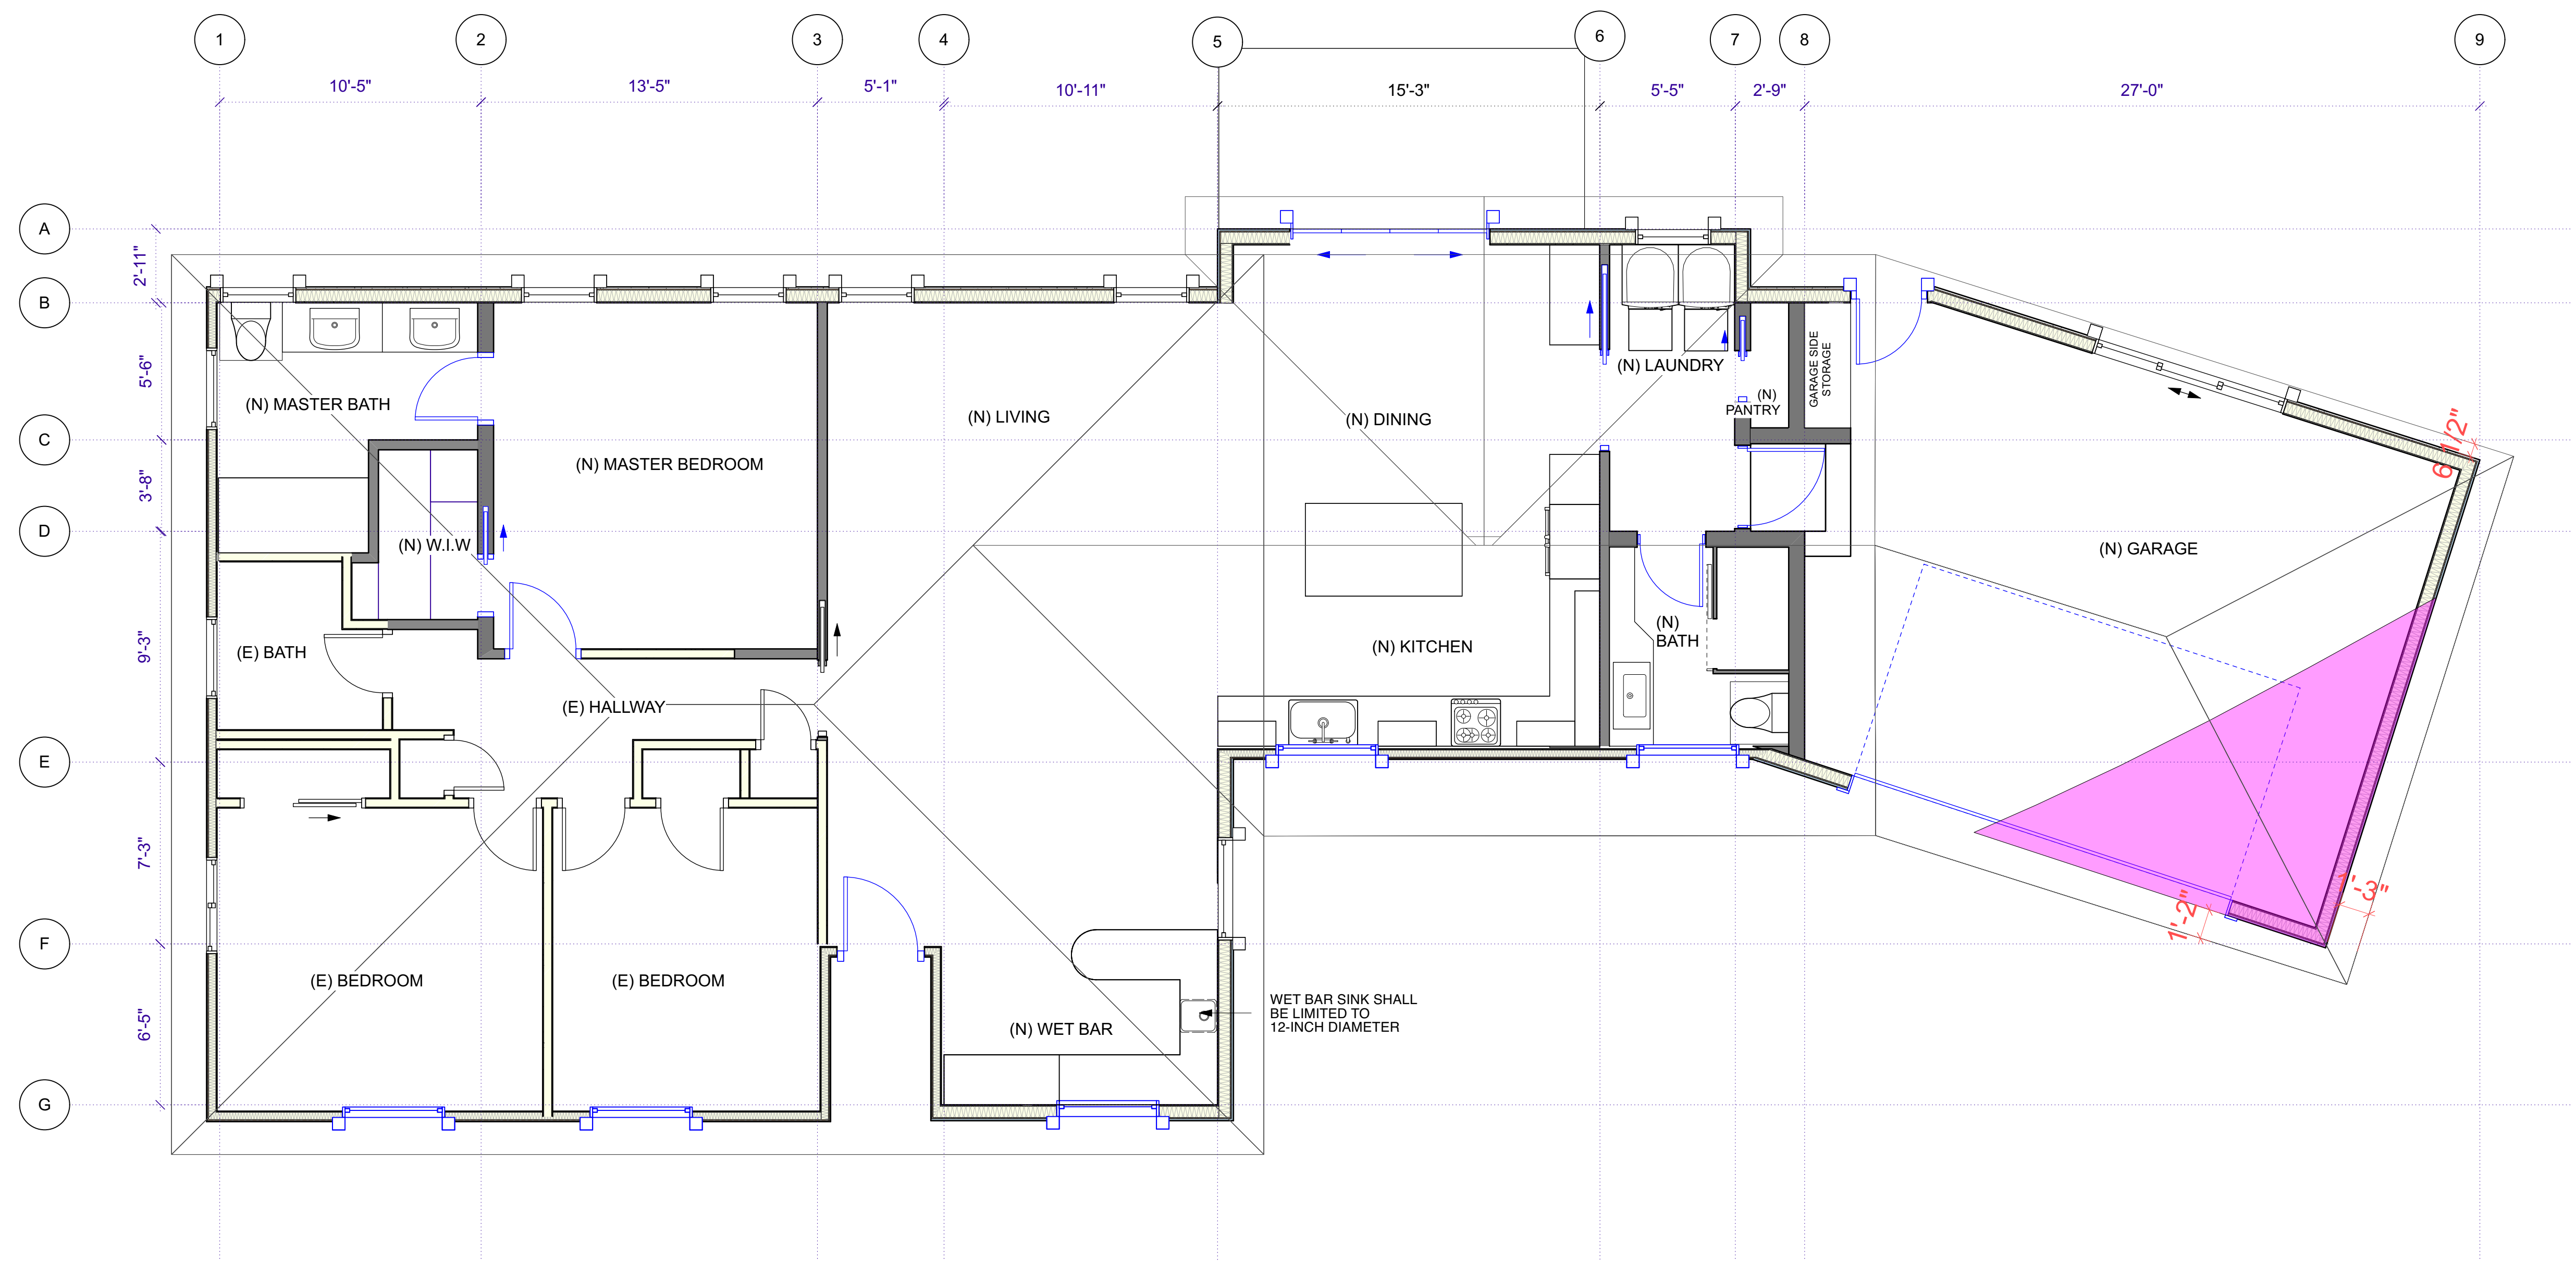 1 2 3 4 5 6 7 8 9
10'-5" 13'-5" 5'-1" 10'-11" 15'-3" 5'-5" 2'-9" 27'-0"
A
2'-11"
B
5'-6"
C
3'-8"
D
9'-3"
E
7'-3"
F
6'-5"
G
(N) MASTER BATH
(N) MASTER BEDROOM
(N) W.I.W
(E) BATH
(E) HALLWAY
(E) BEDROOM
(E) BEDROOM
(N) LIVING
(N) DINING
(N) KITCHEN
(N) WET BAR
WET BAR SINK SHALL
BE LIMITED TO
12-INCH DIAMETER
(N) LAUNDRY
(N)
PANTRY
GARAGE SIDE
STORAGE
(N)
BATH
(N) GARAGE
6 1/2"
1'-2"
1'-3"